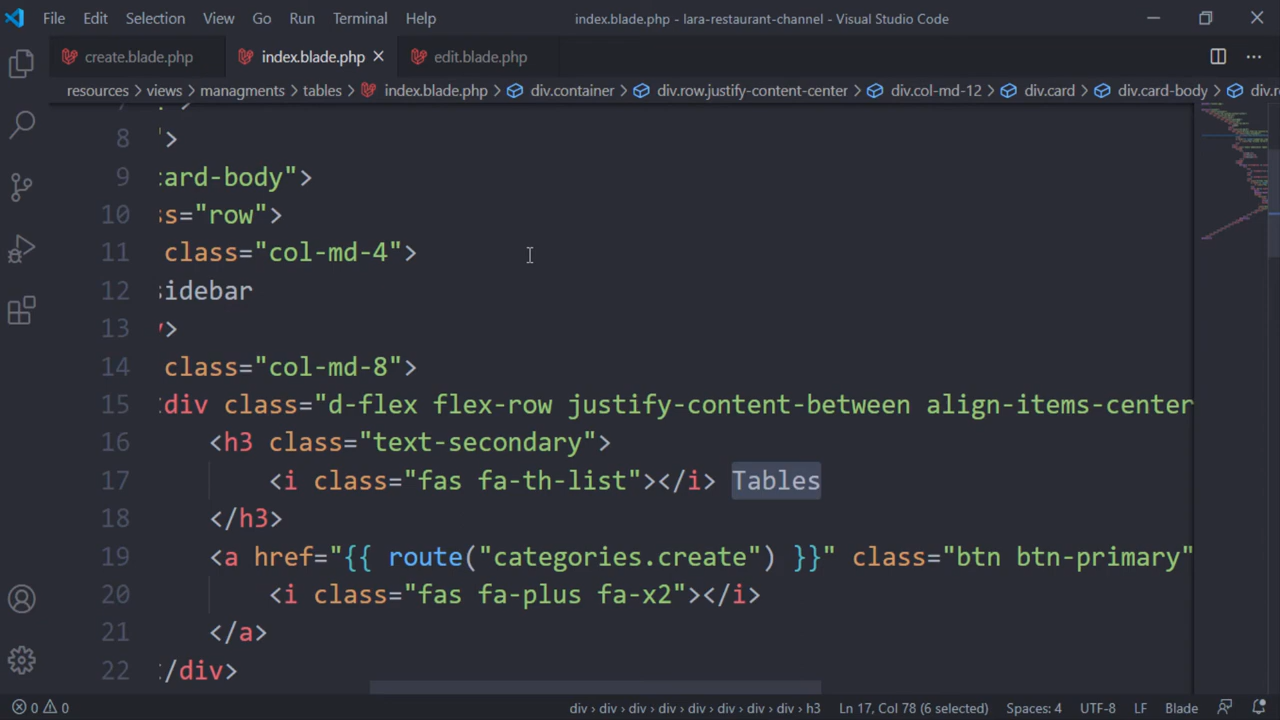 File Edit Selection View Go Run Terminal Help index.blade.php - lara-restaurant-channel - Visual Studio Code
create.blade.php index.blade.php edit.blade.php
resources > views > managments > tables > index.blade.php > div.container > div.row.justify-content-center > div.col-md-12 > div.card > div.card-body > div.r
8 ">
9 card-body">
10 ss="row">
11 class="col-md-4">
12 sidebar
13 >
14 class="col-md-8">
15 div class="d-flex flex-row justify-content-between align-items-center
16 <h3 class="text-secondary">
17 <i class="fas fa-th-list"></i> Tables
18 </h3>
19 <a href="{{ route("categories.create") }}" class="btn btn-primary"
20 <i class="fas fa-plus fa-x2"></i>
21 </a>
22 /div>
0 0 div > div > div > div > div > div > div > h3 Ln 17, Col 78 (6 selected) Spaces: 4 UTF-8 LF Blade